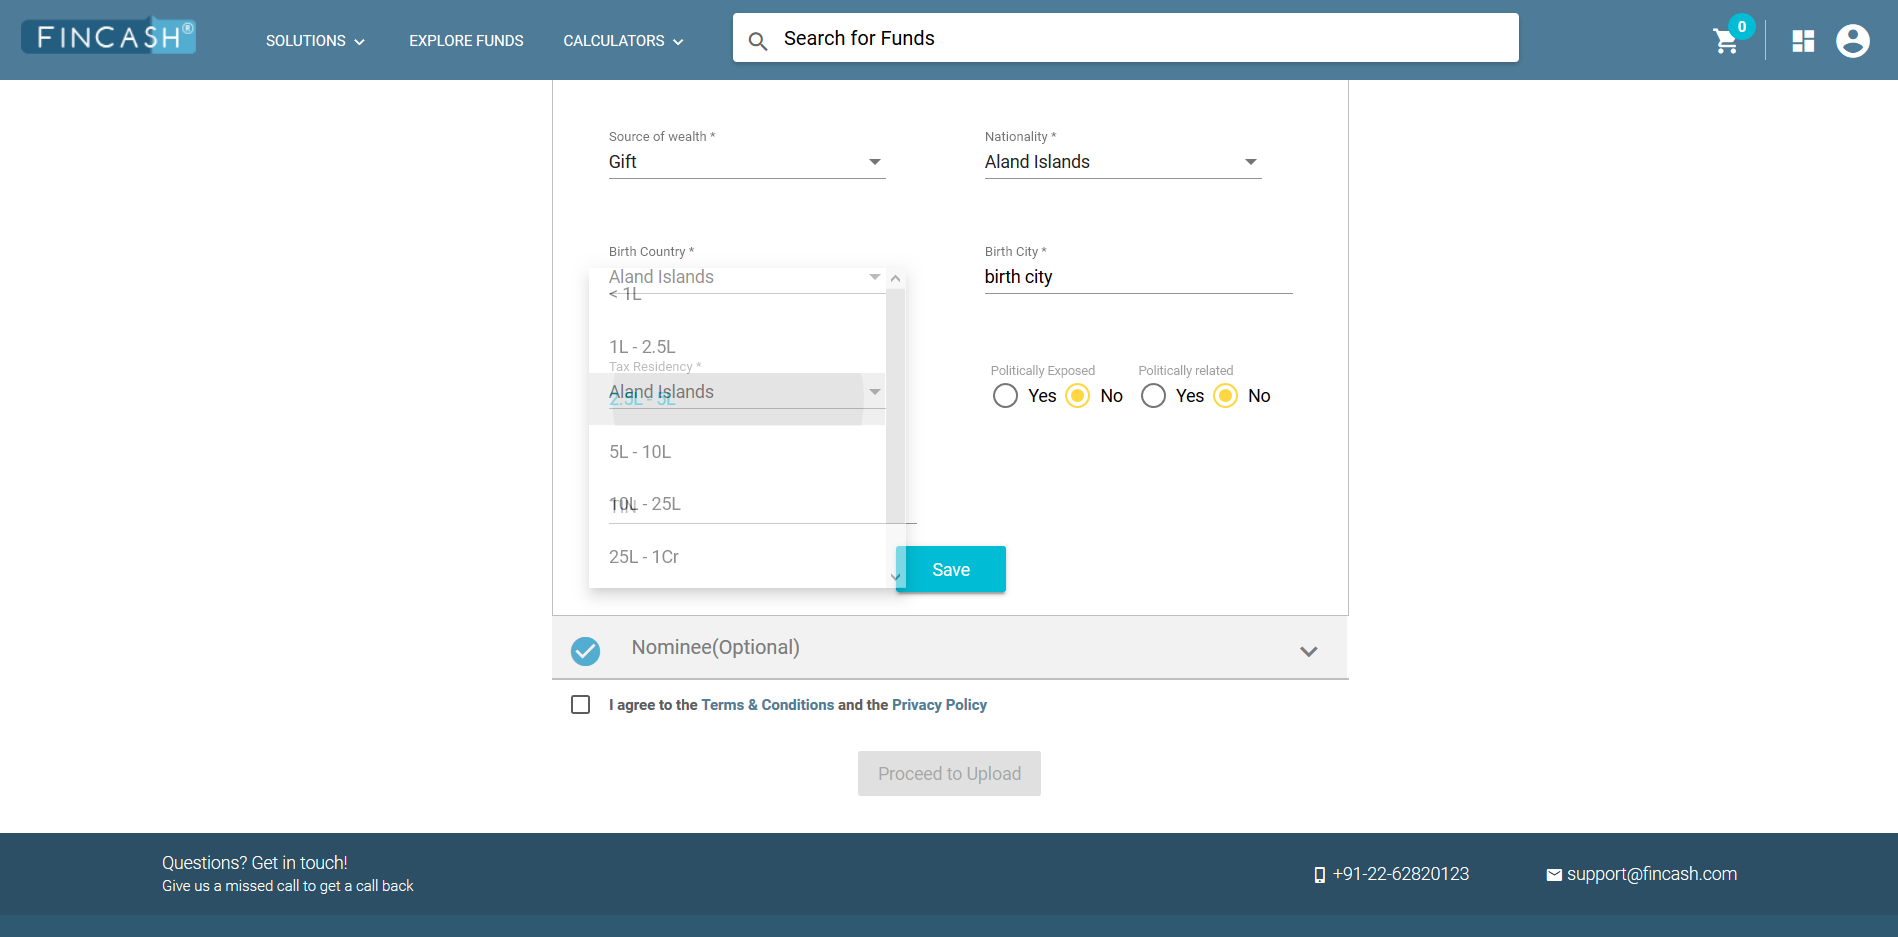 FINCASH®
SOLUTIONS
EXPLORE FUNDS
CALCULATORS
Search for Funds
0
Source of wealth *
Gift
Nationality *
Aland Islands
Birth Country *
Aland Islands
Birth City *
birth city
< 1L
1L - 2.5L
Tax Residency *
Aland Islands
2.5L - 5L
Politically Exposed
Yes
No
Politically related
Yes
No
5L - 10L
10L - 25L
TIN
25L - 1Cr
Save
Nominee(Optional)
I agree to the Terms & Conditions and the Privacy Policy
Proceed to Upload
Questions? Get in touch!
Give us a missed call to get a call back
+91-22-62820123
support@fincash.com